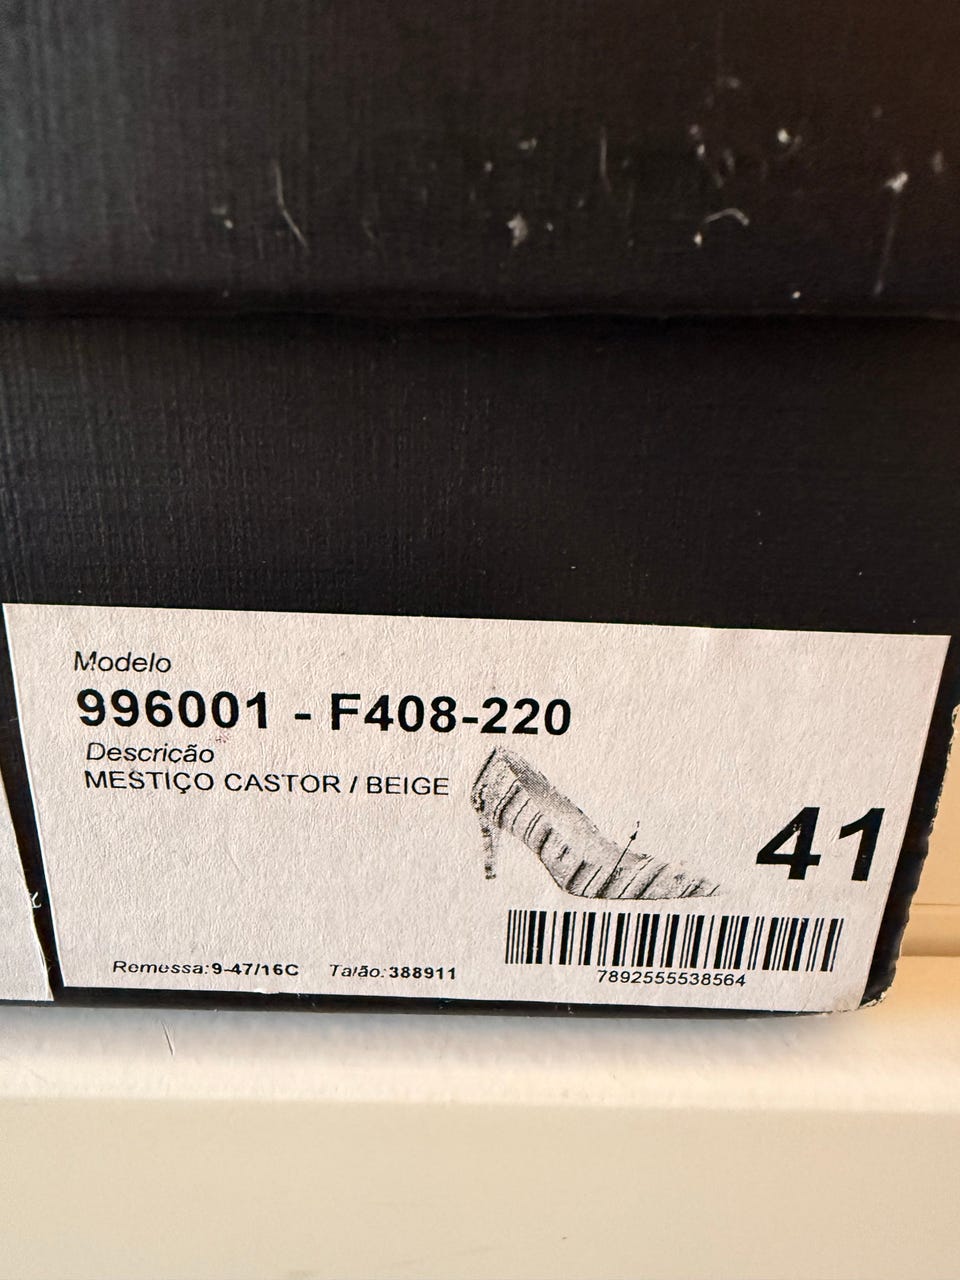 Modelo
996001 - F408-220
Descrição
MESTIÇO CASTOR / BEIGE
41
Remessa:9-47/16C Talão:388911
7892555538564